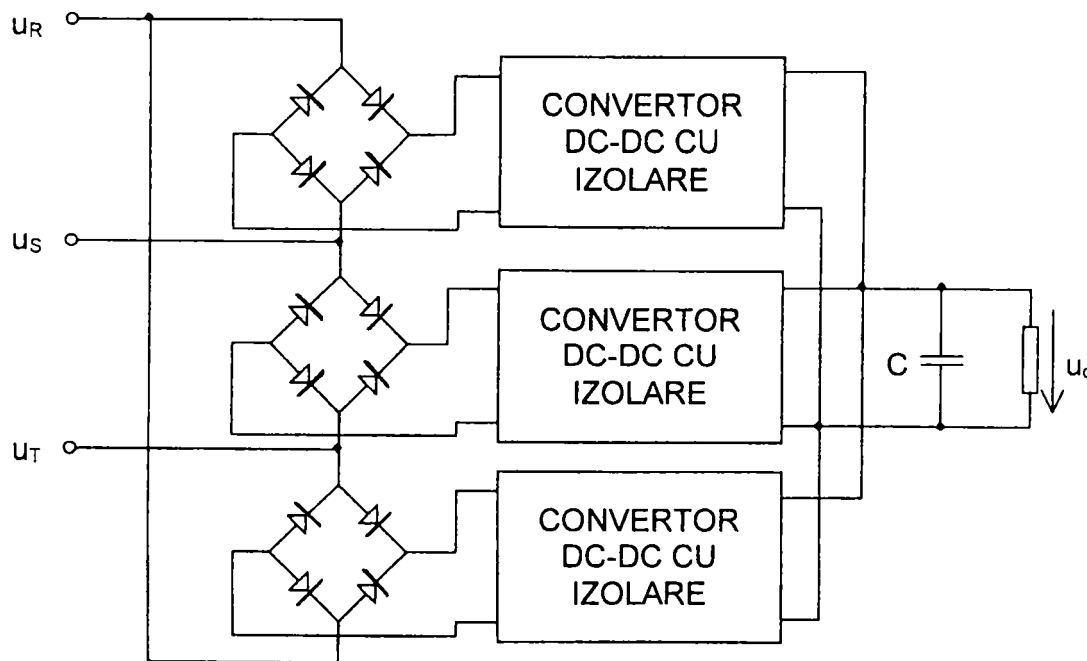 uR
CONVERTOR
DC-DC CU
IZOLARE
uS
CONVERTOR
DC-DC CU
IZOLARE
C
uT
CONVERTOR
DC-DC CU
IZOLARE